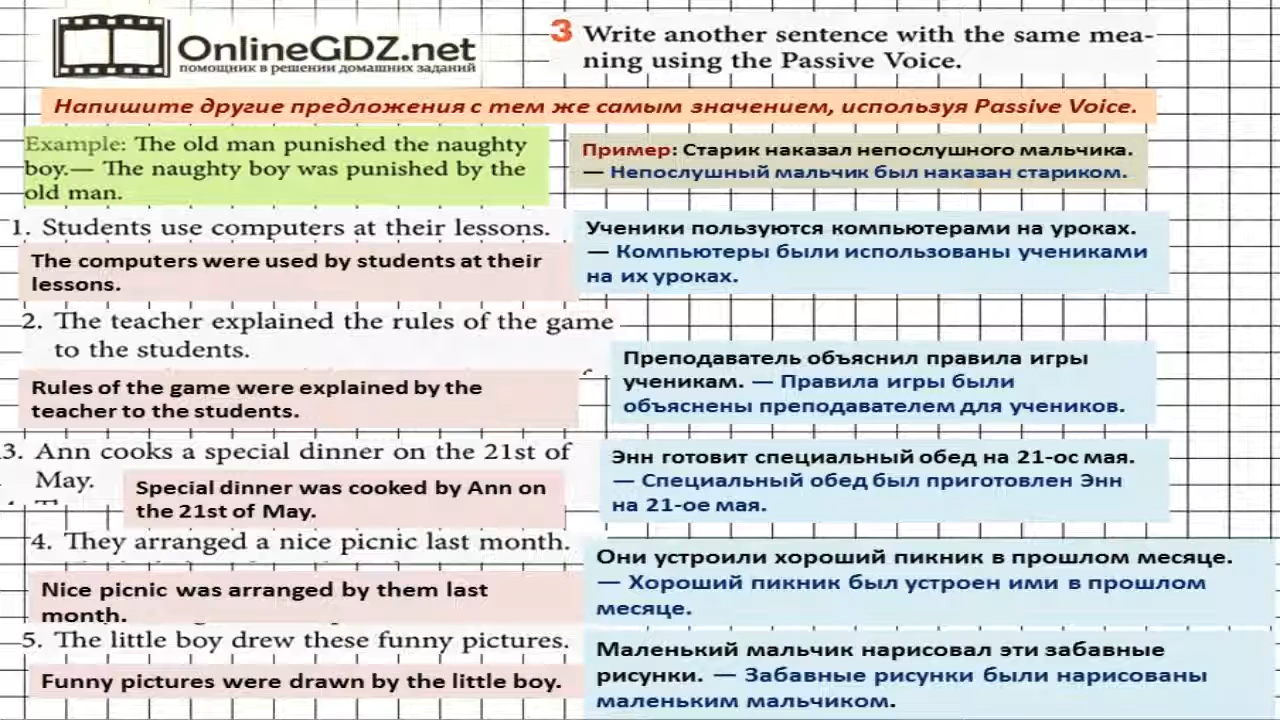 OnlineGDZ.net
помощник в решении домашних заданий
3 Write another sentence with the same mea-
ning using the Passive Voice.
Напишите другие предложения с тем же самым значением, используя Passive Voice.
Example: The old man punished the naughty
boy.— The naughty boy was punished by the
old man.
Пример: Старик наказал непослушного мальчика.
— Непослушный мальчик был наказан стариком.
1. Students use computers at their lessons.
The computers were used by students at their
lessons.
Ученики пользуются компьютерами на уроках.
— Компьютеры были использованы учениками
на их уроках.
2. The teacher explained the rules of the game
to the students.
Rules of the game were explained by the
teacher to the students.
Преподаватель объяснил правила игры
ученикам. — Правила игры были
объяснены преподавателем для учеников.
3. Ann cooks a special dinner on the 21st of
May.
Special dinner was cooked by Ann on
the 21st of May.
Энн готовит специальный обед на 21-ос мая.
— Специальный обед был приготовлен Энн
на 21-ое мая.
4. They arranged a nice picnic last month.
Nice picnic was arranged by them last
month.
Они устроили хороший пикник в прошлом месяце.
— Хороший пикник был устроен ими в прошлом
месяце.
5. The little boy drew these funny pictures.
Funny pictures were drawn by the little boy.
Маленький мальчик нарисовал эти забавные
рисунки. — Забавные рисунки были нарисованы
маленьким мальчиком.